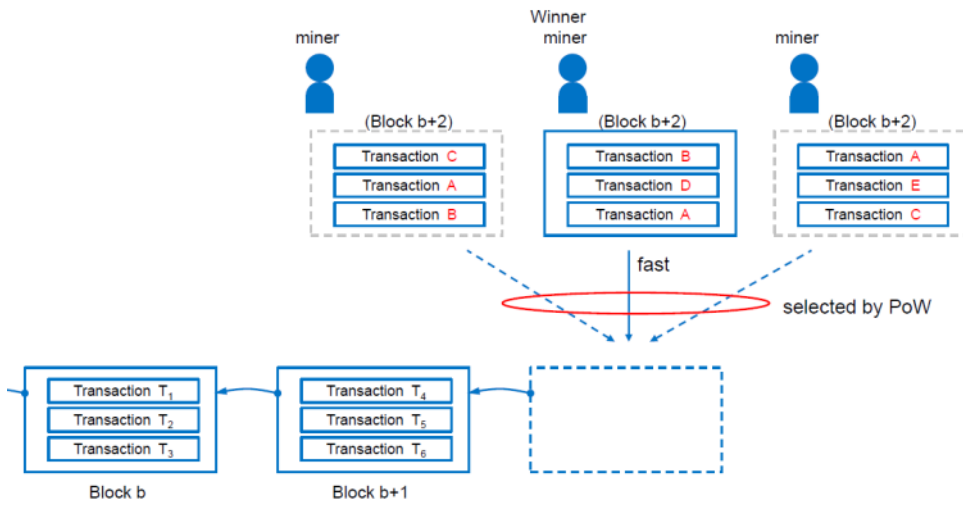 Winner
miner
miner
miner
(Block b+2)
(Block b+2)
(Block b+2)
Transaction C
Transaction B
Transaction A
Transaction A
Transaction D
Transaction E
Transaction B
Transaction A
Transaction C
fast
selected by PoW
Transaction T₁
Transaction T₄
Transaction T₂
Transaction T₅
Transaction T₃
Transaction T₆
Block b
Block b+1